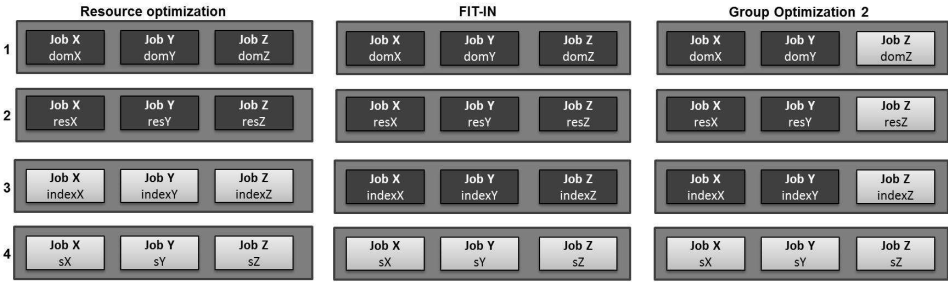 Resource optimization FIT-IN Group Optimization 2
1 Job X Job Y Job Z Job X Job Y Job Z Job X Job Y Job Z
domX domY domZ domX domY domZ domX domY domZ
2 Job X Job Y Job Z Job X Job Y Job Z Job X Job Y Job Z
resX resY resZ resX resY resZ resX resY resZ
3 Job X Job Y Job Z Job X Job Y Job Z Job X Job Y Job Z
indexX indexY indexZ indexX indexY indexZ indexX indexY indexZ
4 Job X Job Y Job Z Job X Job Y Job Z Job X Job Y Job Z
sX sY sZ sX sY sZ sX sY sZ